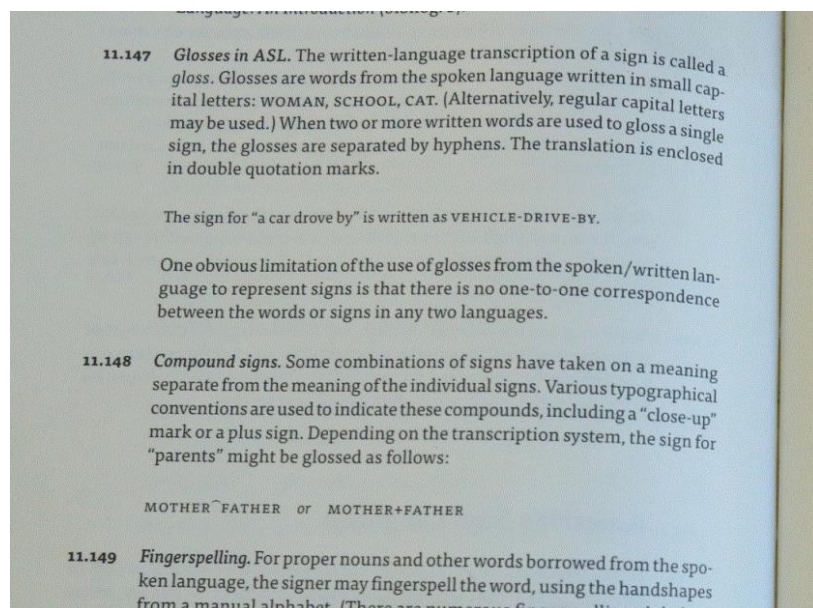 11.147 Glosses in ASL. The written-language transcription of a sign is called a
gloss. Glosses are words from the spoken language written in small cap-
ital letters: WOMAN, SCHOOL, CAT. (Alternatively, regular capital letters
may be used.) When two or more written words are used to gloss a single
sign, the glosses are separated by hyphens. The translation is enclosed
in double quotation marks.
The sign for “a car drove by” is written as VEHICLE-DRIVE-BY.
One obvious limitation of the use of glosses from the spoken/written lan-
guage to represent signs is that there is no one-to-one correspondence
between the words or signs in any two languages.
11.148 Compound signs. Some combinations of signs have taken on a meaning
separate from the meaning of the individual signs. Various typographical
conventions are used to indicate these compounds, including a “close-up”
mark or a plus sign. Depending on the transcription system, the sign for
“parents” might be glossed as follows:
MOTHER⁀FATHER or MOTHER+FATHER
11.149 Fingerspelling. For proper nouns and other words borrowed from the spo-
ken language, the signer may fingerspell the word, using the handshapes
from a manual alphabet. (There are numerous